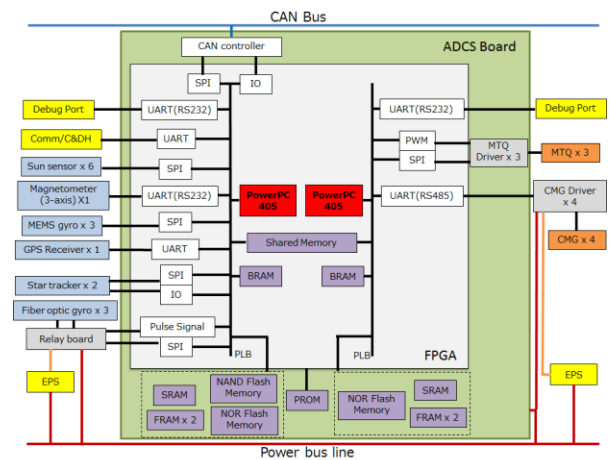 CAN Bus
CAN controller
ADCS Board
SPI
IO
Debug Port
UART(RS232)
UART(RS232)
Debug Port
Comm/C&DH
UART
PWM
MTQ
Driver x 3
MTQ x 3
Sun sensor x 6
SPI
SPI
Magnetometer
(3-axis) X1
UART(RS232)
PowerPC
405
PowerPC
405
UART(RS485)
CMG Driver
x 4
MEMS gyro x 3
SPI
Shared Memory
CMG x 4
GPS Receiver x 1
UART
Star tracker x 2
SPI
IO
BRAM
BRAM
Fiber optic gyro x 3
Pulse Signal
Relay board
SPI
PLB
PLB
FPGA
EPS
SRAM
NAND Flash
Memory
FRAM x 2
NOR Flash
Memory
PROM
NOR Flash
Memory
SRAM
FRAM x 2
EPS
Power bus line